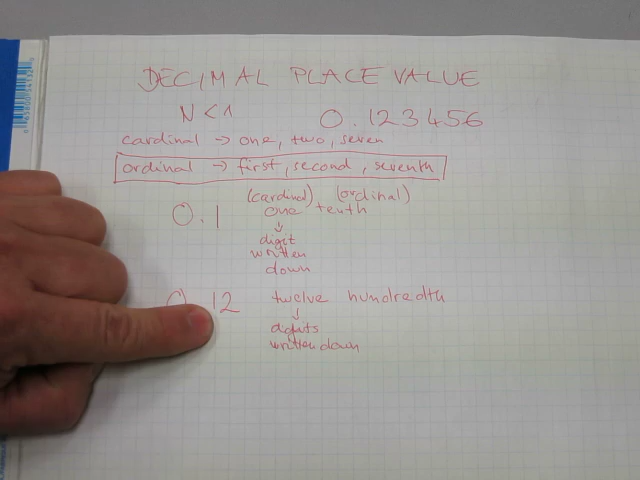 DECIMAL PLACE VALUE
N < 1 0.123456
cardinal → one, two, seven
ordinal → first, second, seventh
(cardinal) (ordinal)
0.1 one tenth
↓
digit
written
down
0.12 twelve hundredth
↓
digits
written down